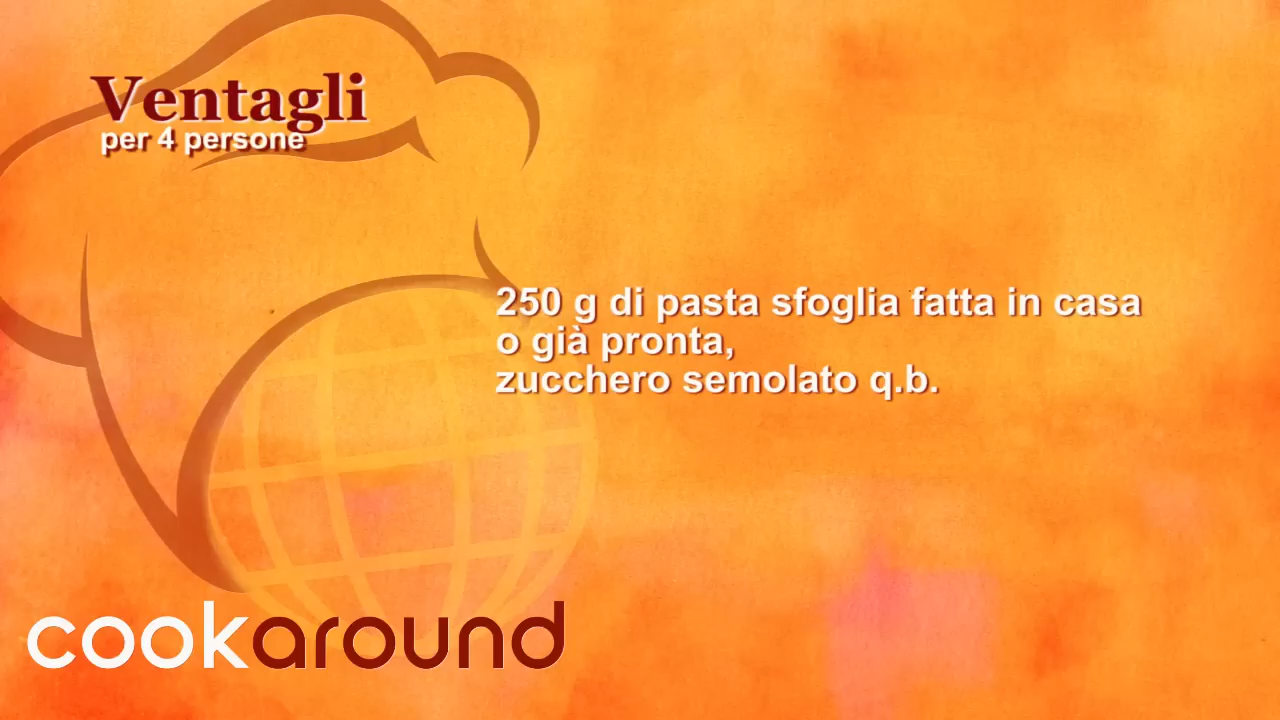 Ventagli
per 4 persone
250 g di pasta sfoglia fatta in casa
o già pronta,
zucchero semolato q.b.
cookaround